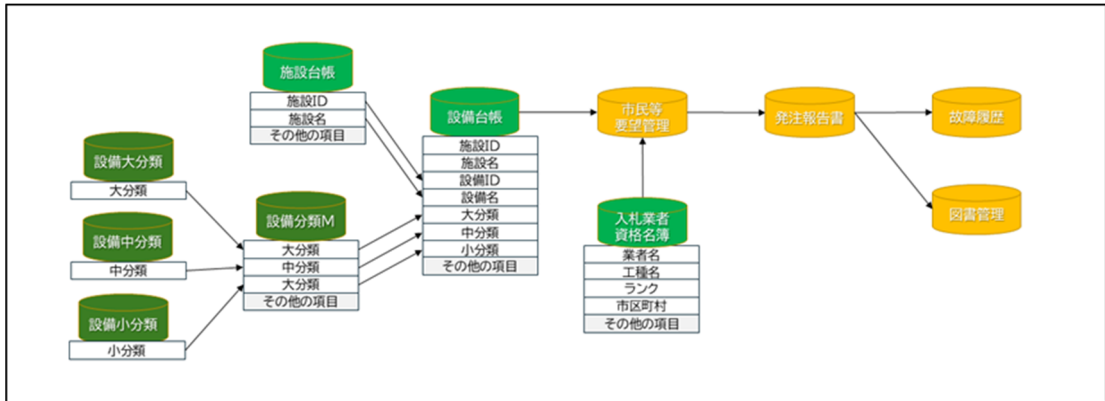 施設台帳
施設ID
施設名
その他の項目
設備大分類
大分類
設備中分類
中分類
設備小分類
小分類
設備分類M
大分類
中分類
大分類
その他の項目
設備台帳
施設ID
施設名
設備ID
設備名
大分類
中分類
小分類
その他の項目
市民等
要望管理
入札業者
資格名簿
業者名
工種名
ランク
市区町村
その他の項目
発注報告書
故障履歴
図書管理